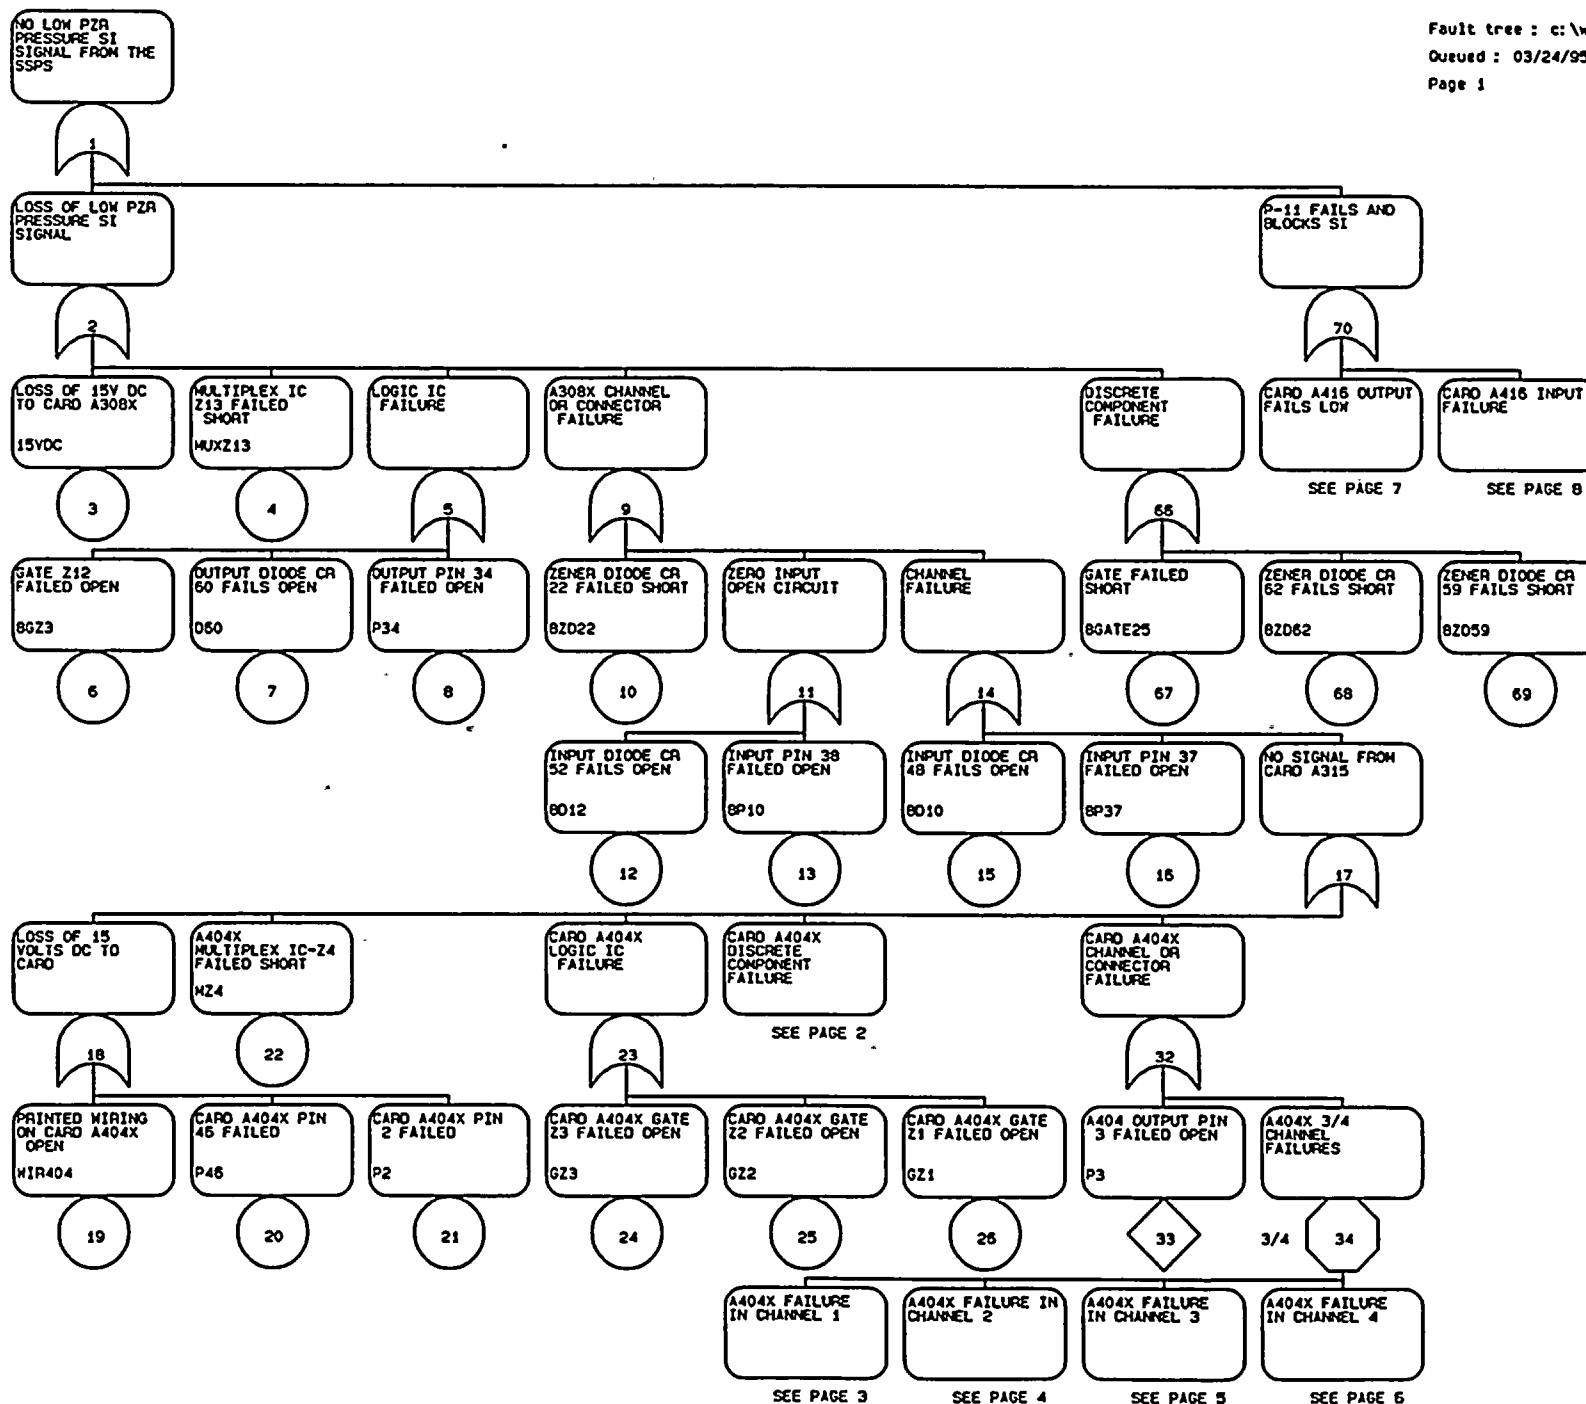 NO LOW PZR
PRESSURE SI
SIGNAL FROM THE
SSPS
Fault tree : c:\
Queued : 03/24/95
Page 1
1
LOSS OF LOW PZR
PRESSURE SI
SIGNAL
P-11 FAILS AND
BLOCKS SI
2
70
LOSS OF 15V DC
TO CARD A308X
15VDC
MULTIPLEX IC
Z13 FAILED
SHORT
MUXZ13
LOGIC IC
FAILURE
A308X CHANNEL
OR CONNECTOR
FAILURE
DISCRETE
COMPONENT
FAILURE
CARD A416 OUTPUT
FAILS LOW
CARD A416 INPUT
FAILURE
SEE PAGE 7
SEE PAGE 8
3
4
5
9
66
GATE Z12
FAILED OPEN
8GZ3
OUTPUT DIODE CR
60 FAILS OPEN
D60
OUTPUT PIN 34
FAILED OPEN
P34
ZENER DIODE CR
22 FAILED SHORT
8ZD22
ZERO INPUT
OPEN CIRCUIT
CHANNEL
FAILURE
GATE FAILED
SHORT
8GATE25
ZENER DIODE CR
62 FAILS SHORT
8ZD62
ZENER DIODE CR
59 FAILS SHORT
8ZD59
6
7
8
10
11
14
67
68
69
INPUT DIODE CR
52 FAILS OPEN
8D12
INPUT PIN 38
FAILED OPEN
8P10
INPUT DIODE CR
48 FAILS OPEN
8D10
INPUT PIN 37
FAILED OPEN
8P37
NO SIGNAL FROM
CARD A315
12
13
15
16
17
LOSS OF 15
VOLTS DC TO
CARD
A404X
MULTIPLEX IC-Z4
FAILED SHORT
MZ4
CARD A404X
LOGIC IC
FAILURE
CARD A404X
DISCRETE
COMPONENT
FAILURE
CARD A404X
CHANNEL OR
CONNECTOR
FAILURE
SEE PAGE 2
18
22
23
32
PRINTED WIRING
ON CARD A404X
OPEN
WIR404
CARD A404X PIN
46 FAILED
P46
CARD A404X PIN
2 FAILED
P2
CARD A404X GATE
Z3 FAILED OPEN
GZ3
CARD A404X GATE
Z2 FAILED OPEN
GZ2
CARD A404X GATE
Z1 FAILED OPEN
GZ1
A404 OUTPUT PIN
3 FAILED OPEN
P3
A404X 3/4
CHANNEL
FAILURES
19
20
21
24
25
26
33
3/4
34
A404X FAILURE
IN CHANNEL 1
A404X FAILURE IN
CHANNEL 2
A404X FAILURE
IN CHANNEL 3
A404X FAILURE
IN CHANNEL 4
SEE PAGE 3
SEE PAGE 4
SEE PAGE 5
SEE PAGE 6